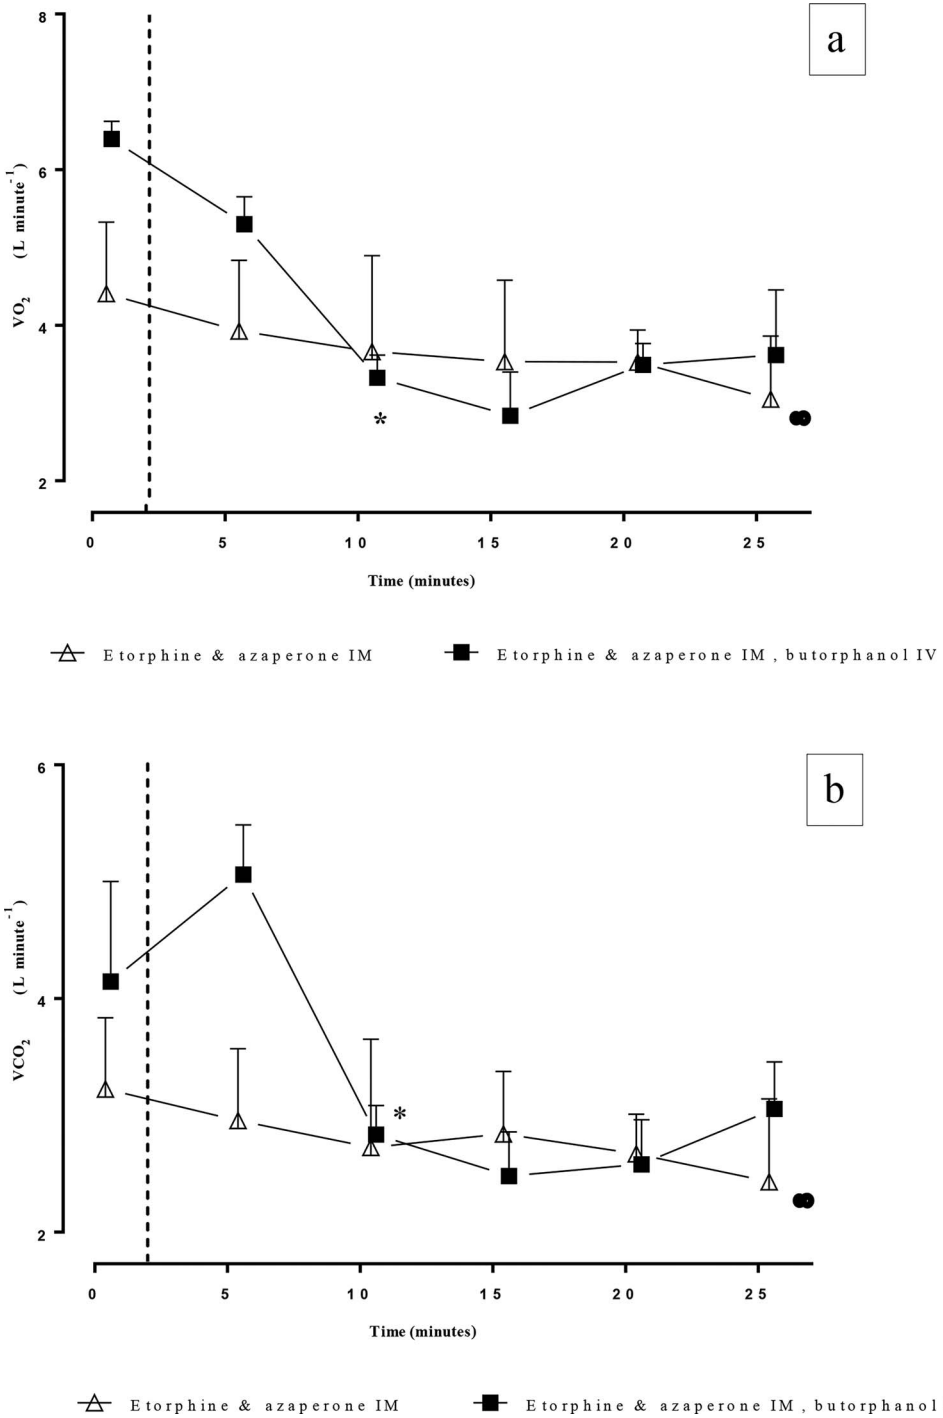 a
8
6
4
2
VO₂ (L minute⁻¹)
*
0 5 10 15 20 25
Time (minutes)
Etorphine & azaperone IM Etorphine & azaperone IM , butorphanol IV
b
6
4
2
VCO₂ (L minute⁻¹)
*
0 5 10 15 20 25
Time (minutes)
Etorphine & azaperone IM Etorphine & azaperone IM , butorphanol